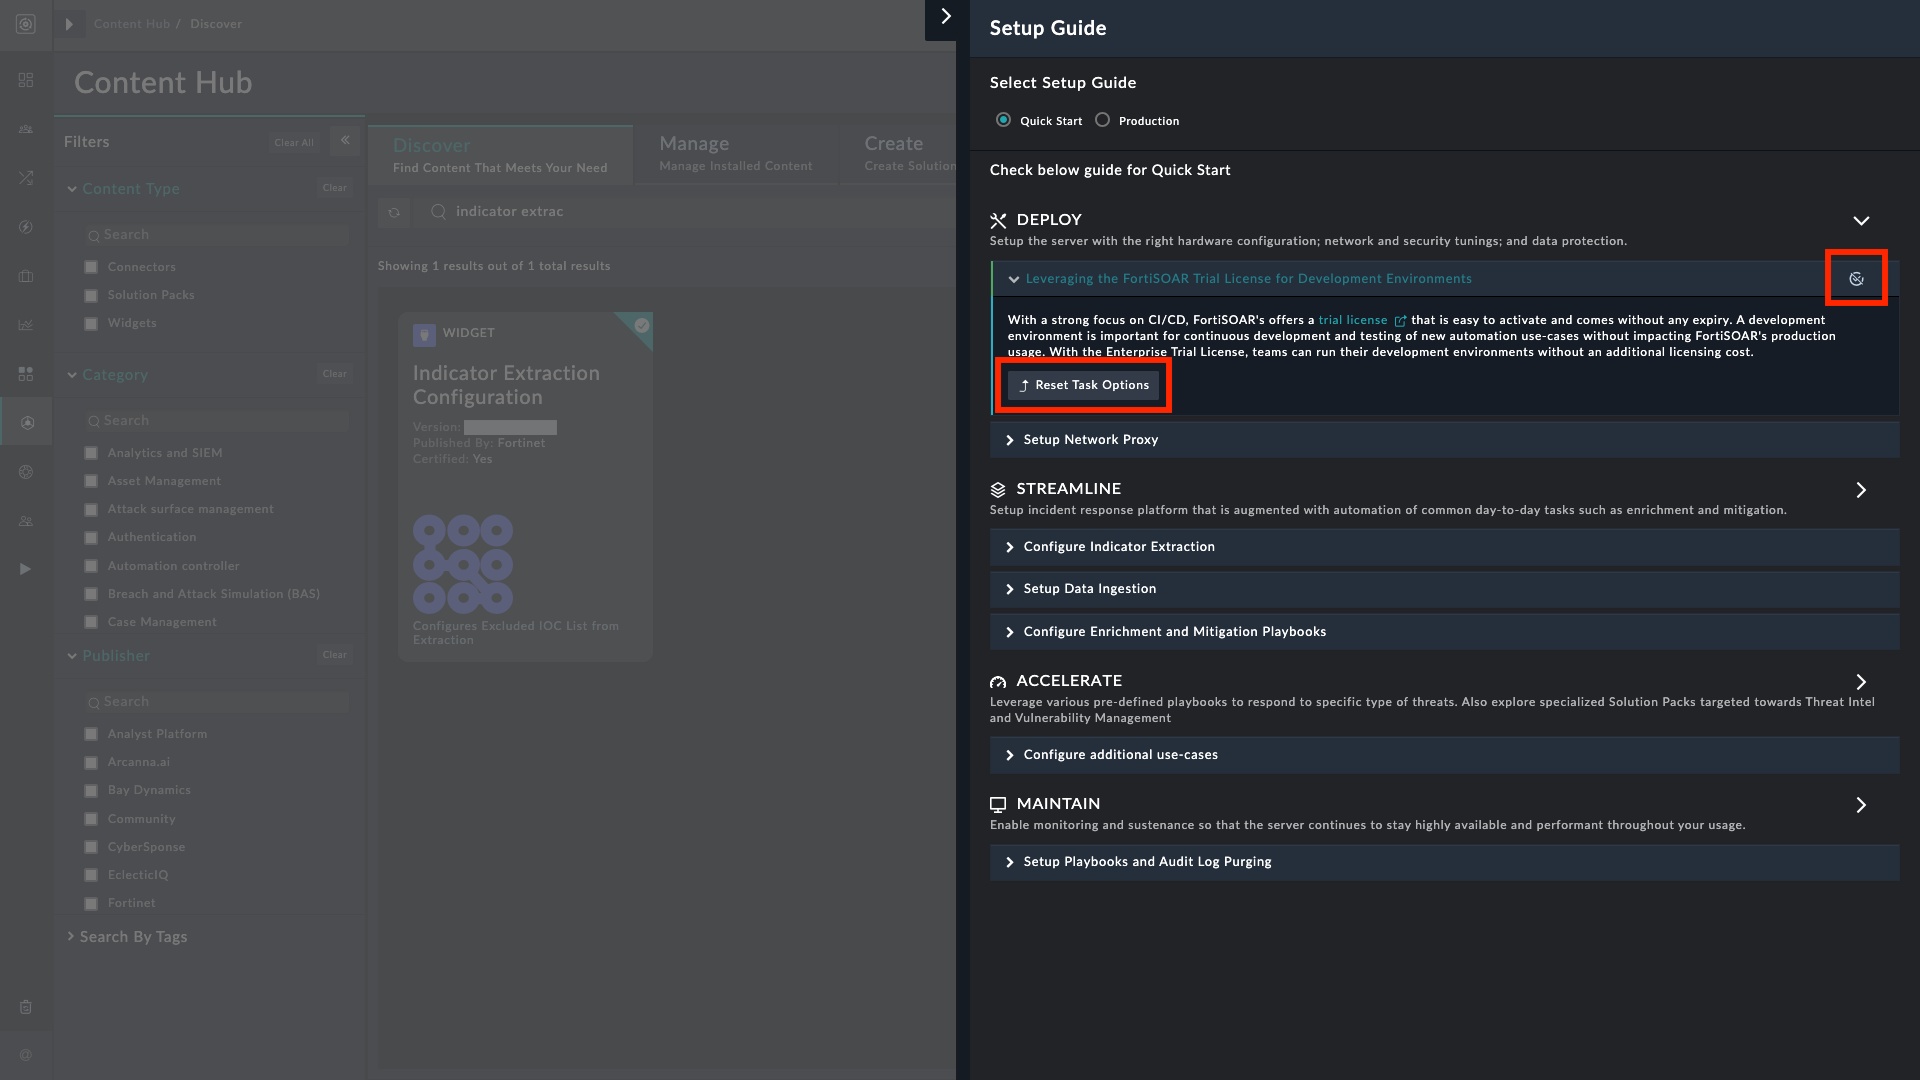 Content Hub / Discover
Content Hub
Filters
Clear All
Content Type
Clear
Search
Connectors
Solution Packs
Widgets
Category
Clear
Search
Analytics and SIEM
Asset Management
Attack surface management
Authentication
Automation controller
Breach and Attack Simulation (BAS)
Case Management
Publisher
Clear
Search
Analyst Platform
Arcanna.ai
Bay Dynamics
Community
CyberSponse
EclecticIQ
Fortinet
Search By Tags
Discover
Find Content That Meets Your Need
Manage
Manage Installed Content
Create
Create Solution
indicator extrac
Showing 1 results out of 1 total results
WIDGET
Indicator Extraction
Configuration
Version:
Published By: Fortinet
Certified: Yes
Configures Excluded IOC List from
Extraction
Setup Guide
Select Setup Guide
Quick Start
Production
Check below guide for Quick Start
DEPLOY
Setup the server with the right hardware configuration; network and security tunings; and data protection.
Leveraging the FortiSOAR Trial License for Development Environments
With a strong focus on CI/CD, FortiSOAR's offers a trial license that is easy to activate and comes without any expiry. A development
environment is important for continuous development and testing of new automation use-cases without impacting FortiSOAR's production
usage. With the Enterprise Trial License, teams can run their development environments without an additional licensing cost.
Reset Task Options
Setup Network Proxy
STREAMLINE
Setup incident response platform that is augmented with automation of common day-to-day tasks such as enrichment and mitigation.
Configure Indicator Extraction
Setup Data Ingestion
Configure Enrichment and Mitigation Playbooks
ACCELERATE
Leverage various pre-defined playbooks to respond to specific type of threats. Also explore specialized Solution Packs targeted towards Threat Intel
and Vulnerability Management
Configure additional use-cases
MAINTAIN
Enable monitoring and sustenance so that the server continues to stay highly available and performant throughout your usage.
Setup Playbooks and Audit Log Purging